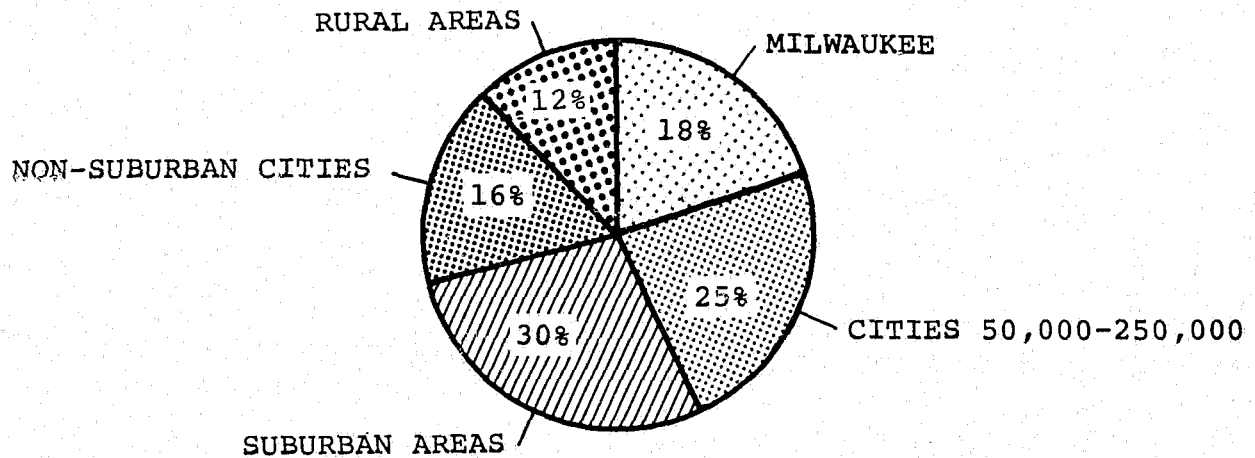 RURAL AREAS
MILWAUKEE
12%
18%
NON-SUBURBAN CITIES
16%
25%
30%
CITIES 50,000-250,000
SUBURBAN AREAS